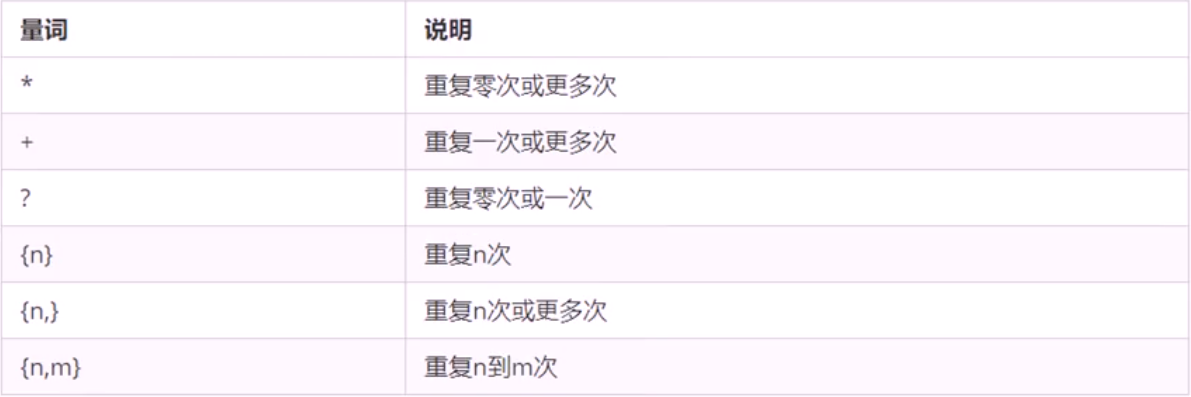 量词 说明
* 重复零次或更多次
+ 重复一次或更多次
? 重复零次或一次
{n} 重复n次
{n,} 重复n次或更多次
{n,m} 重复n到m次